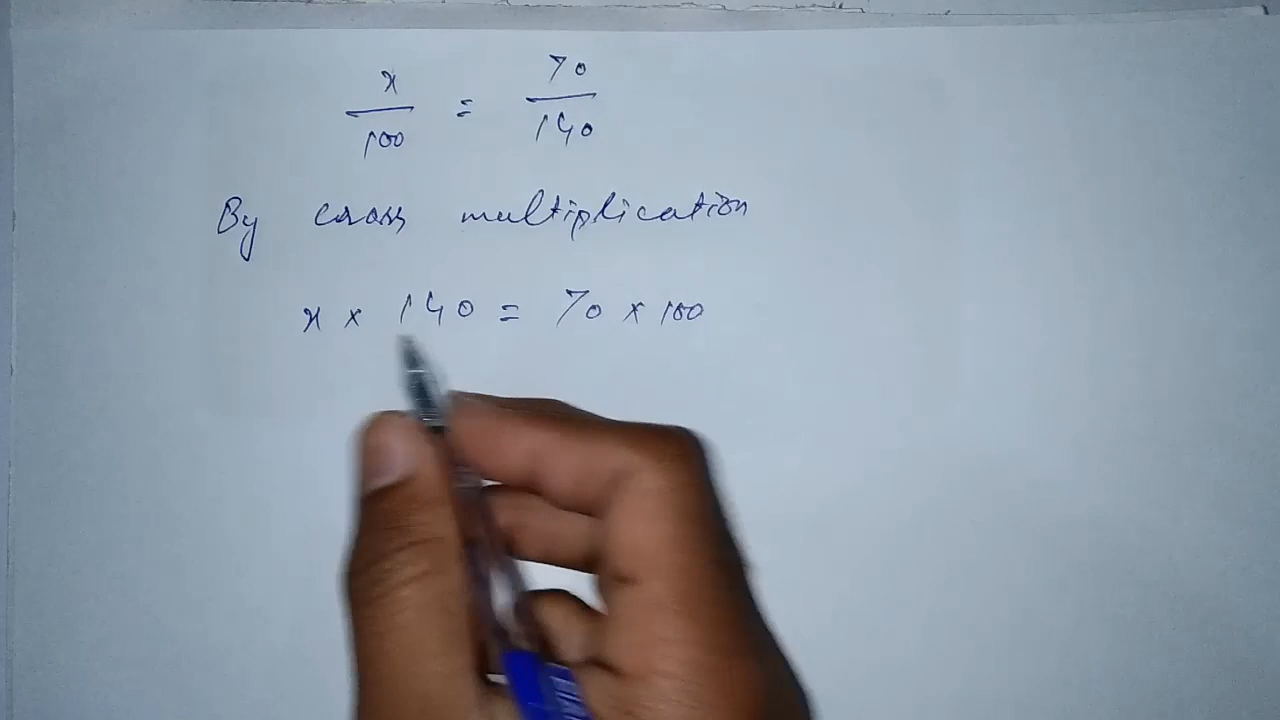 x/100 = 70/140
By cross multiplication
x × 140 = 70 × 100